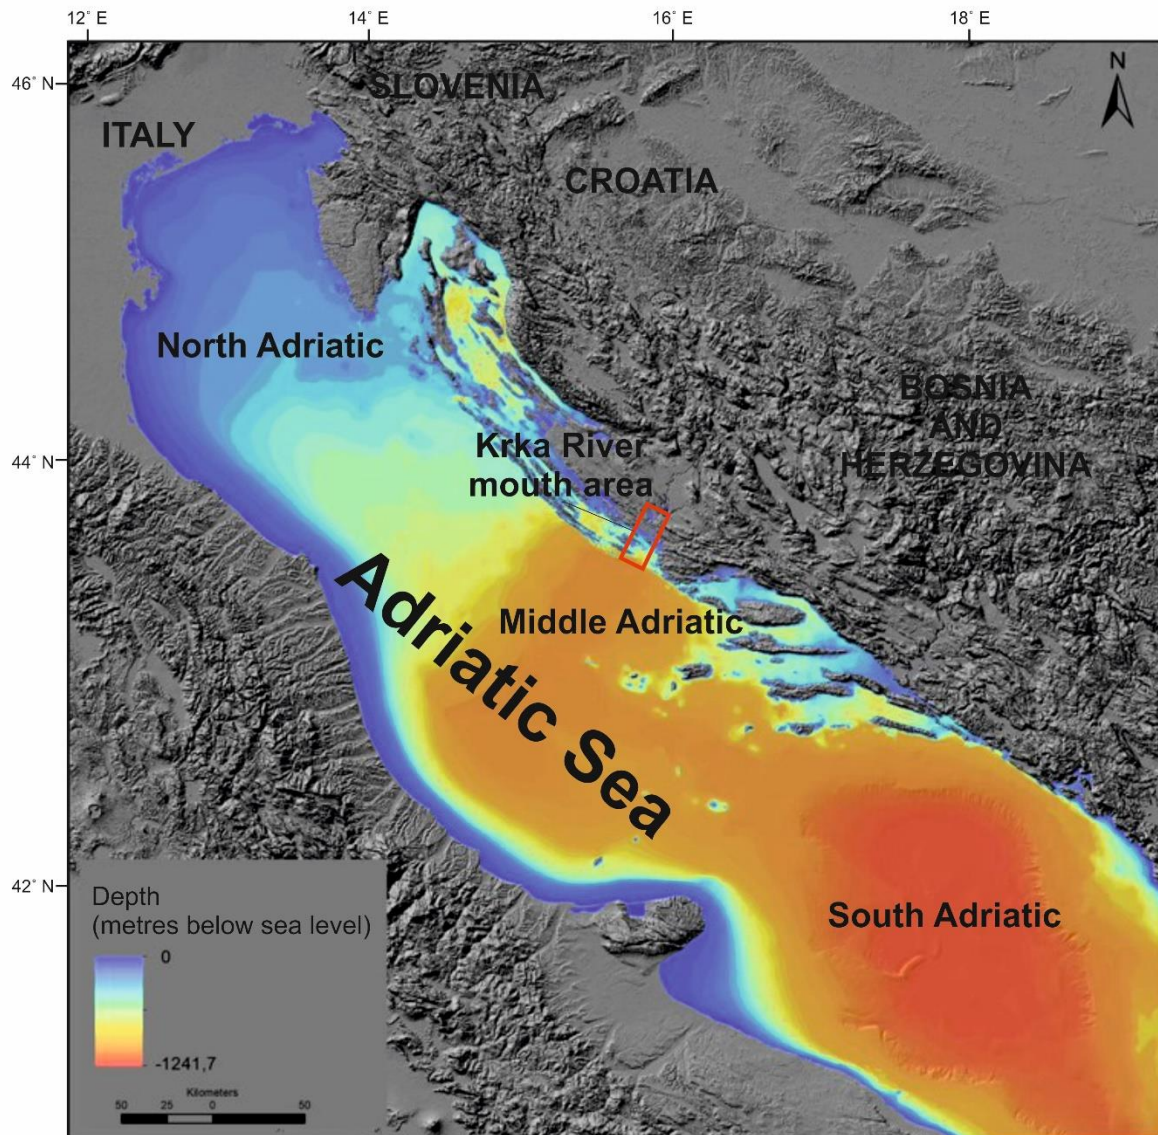 12° E
14° E
16° E
18° E
46° N
44° N
42° N
N
SLOVENIA
ITALY
CROATIA
North Adriatic
BOSNIA
AND
HERZEGOVINA
Krka River
mouth area
Adriatic Sea
Middle Adriatic
South Adriatic
Depth
(metres below sea level)
0
-1241,7
Kilometers
50 25 0 50